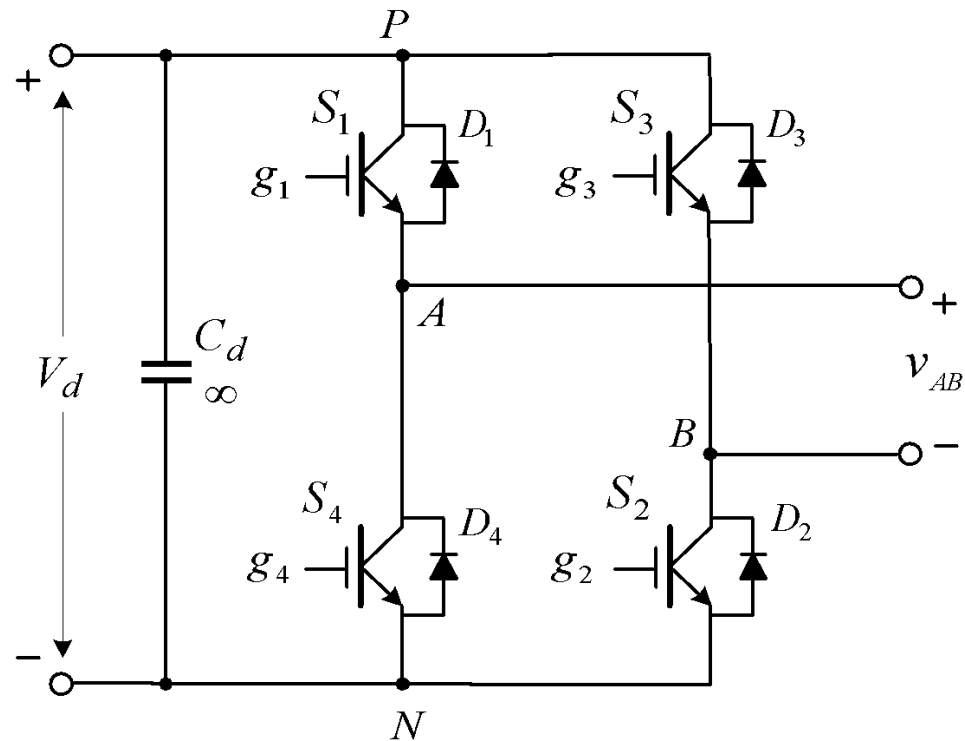 P
+
S1 D1 S3 D3
g1 g3
A +
Cd
Vd ∞ vAB
B −
S4 D4 S2 D2
g4 g2
−
N